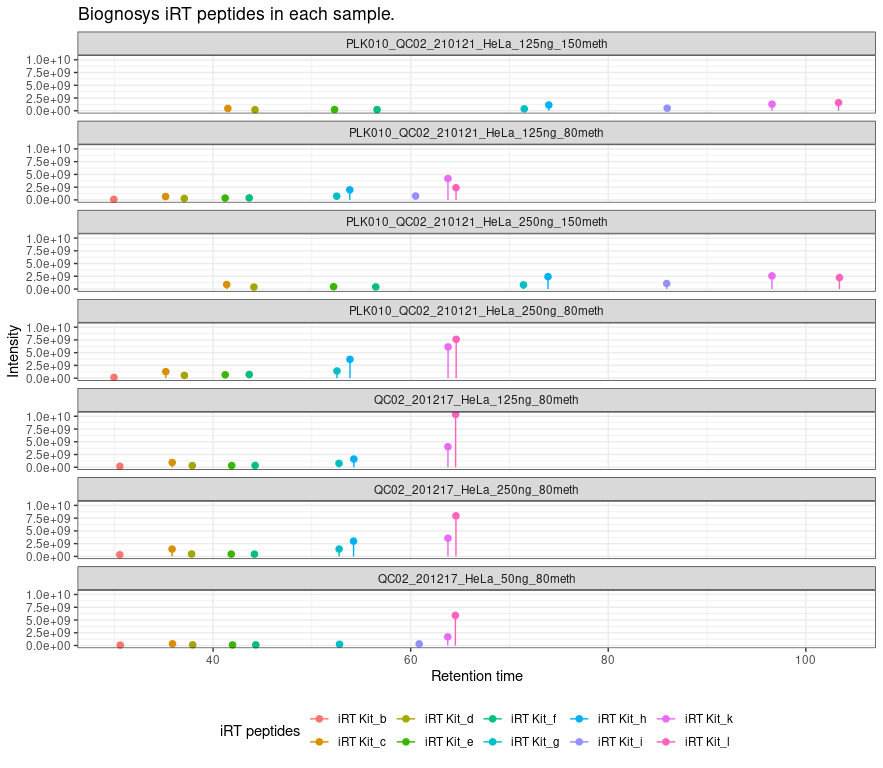 Biognosys iRT peptides in each sample.
PLK010_QC02_210121_HeLa_125ng_150meth
1.0e+10
7.5e+09
5.0e+09
2.5e+09
0.0e+00
PLK010_QC02_210121_HeLa_125ng_80meth
1.0e+10
7.5e+09
5.0e+09
2.5e+09
0.0e+00
PLK010_QC02_210121_HeLa_250ng_150meth
1.0e+10
7.5e+09
5.0e+09
2.5e+09
0.0e+00
PLK010_QC02_210121_HeLa_250ng_80meth
1.0e+10
7.5e+09
5.0e+09
2.5e+09
0.0e+00
QC02_201217_HeLa_125ng_80meth
1.0e+10
7.5e+09
5.0e+09
2.5e+09
0.0e+00
QC02_201217_HeLa_250ng_80meth
1.0e+10
7.5e+09
5.0e+09
2.5e+09
0.0e+00
QC02_201217_HeLa_50ng_80meth
1.0e+10
7.5e+09
5.0e+09
2.5e+09
0.0e+00
Intensity
40 60 80 100
Retention time
iRT peptides
iRT Kit_b iRT Kit_d iRT Kit_f iRT Kit_h iRT Kit_k
iRT Kit_c iRT Kit_e iRT Kit_g iRT Kit_i iRT Kit_l